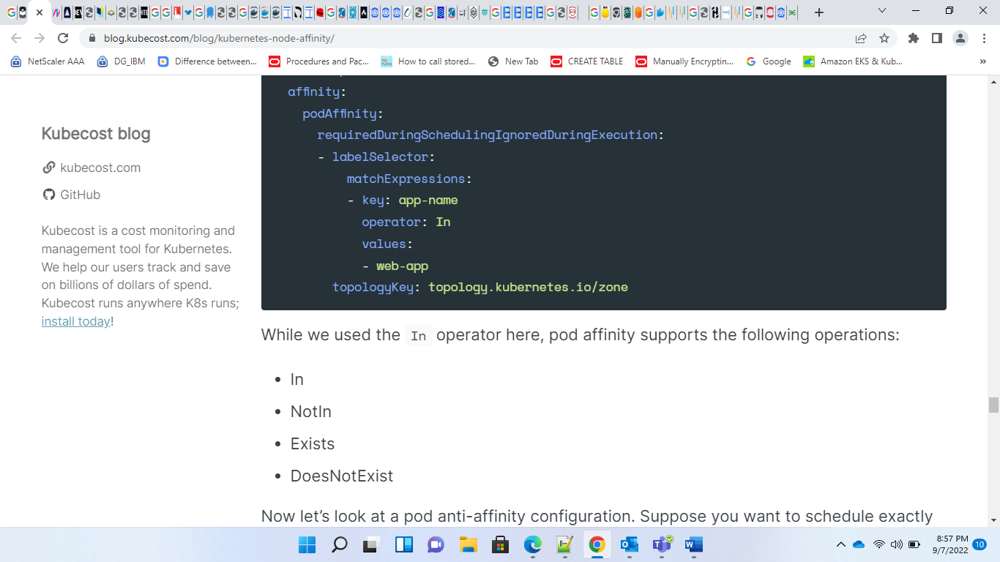 blog.kubecost.com/blog/kubernetes-node-affinity/
NetScaler AAA
DG_IBM
Difference between...
Procedures and Pac...
How to call stored...
New Tab
CREATE TABLE
Manually Encryptin...
Google
Amazon EKS & Kub...
»
Kubecost blog
kubecost.com
GitHub
Kubecost is a cost monitoring and
management tool for Kubernetes.
We help our users track and save
on billions of dollars of spend.
Kubecost runs anywhere K8s runs;
install today!
affinity:
podAffinity:
requiredDuringSchedulingIgnoredDuringExecution:
- labelSelector:
matchExpressions:
- key: app-name
operator: In
values:
- web-app
topologyKey: topology.kubernetes.io/zone
While we used the In operator here, pod affinity supports the following operations:
• In
• NotIn
• Exists
• DoesNotExist
Now let’s look at a pod anti-affinity configuration. Suppose you want to schedule exactly
8:57 PM
9/7/2022
10